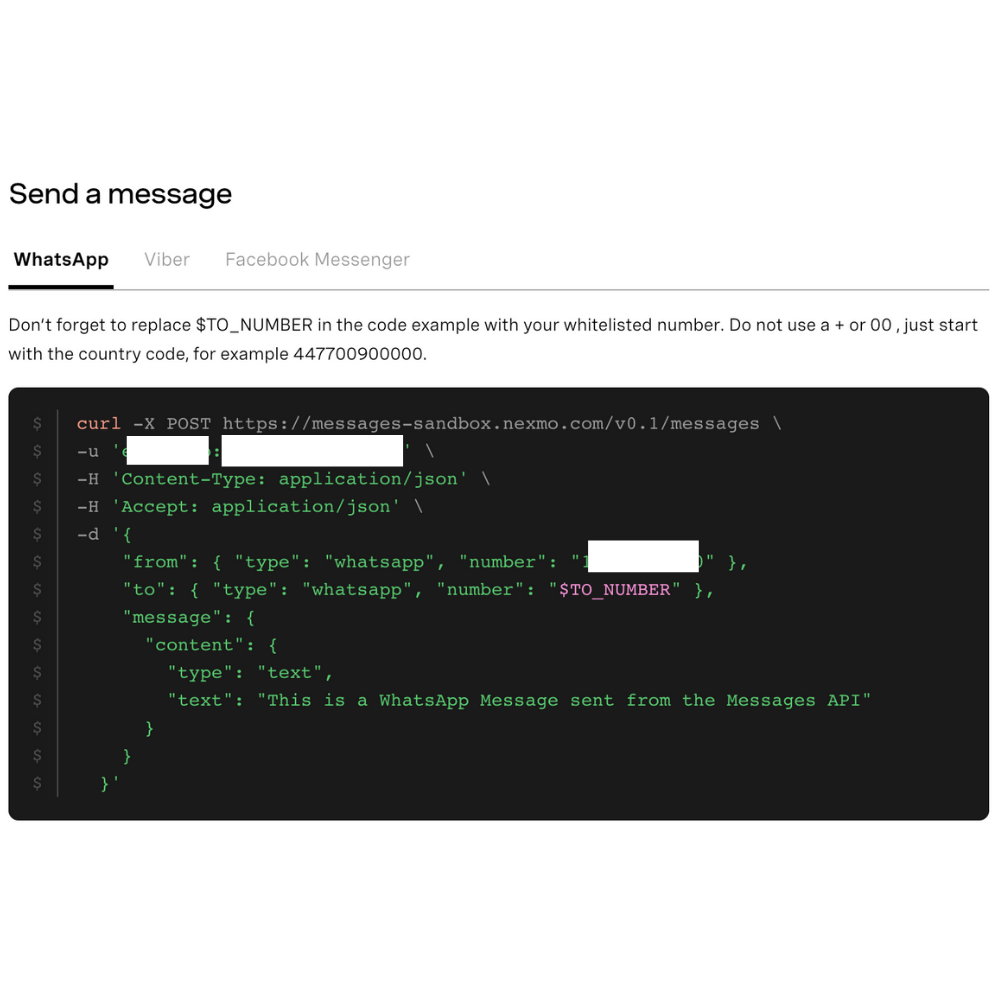 Send a message
WhatsApp Viber Facebook Messenger
Don’t forget to replace $TO_NUMBER in the code example with your whitelisted number. Do not use a + or 00 , just start
with the country code, for example 447700900000.
$ curl -X POST https://messages-sandbox.nexmo.com/v0.1/messages \
$ -u ' : ' \
$ -H 'Content-Type: application/json' \
$ -H 'Accept: application/json' \
$ -d '{
$ "from": { "type": "whatsapp", "number": " " },
$ "to": { "type": "whatsapp", "number": "$TO_NUMBER" },
$ "message": {
$ "content": {
$ "type": "text",
$ "text": "This is a WhatsApp Message sent from the Messages API"
$ }
$ }
$ }'